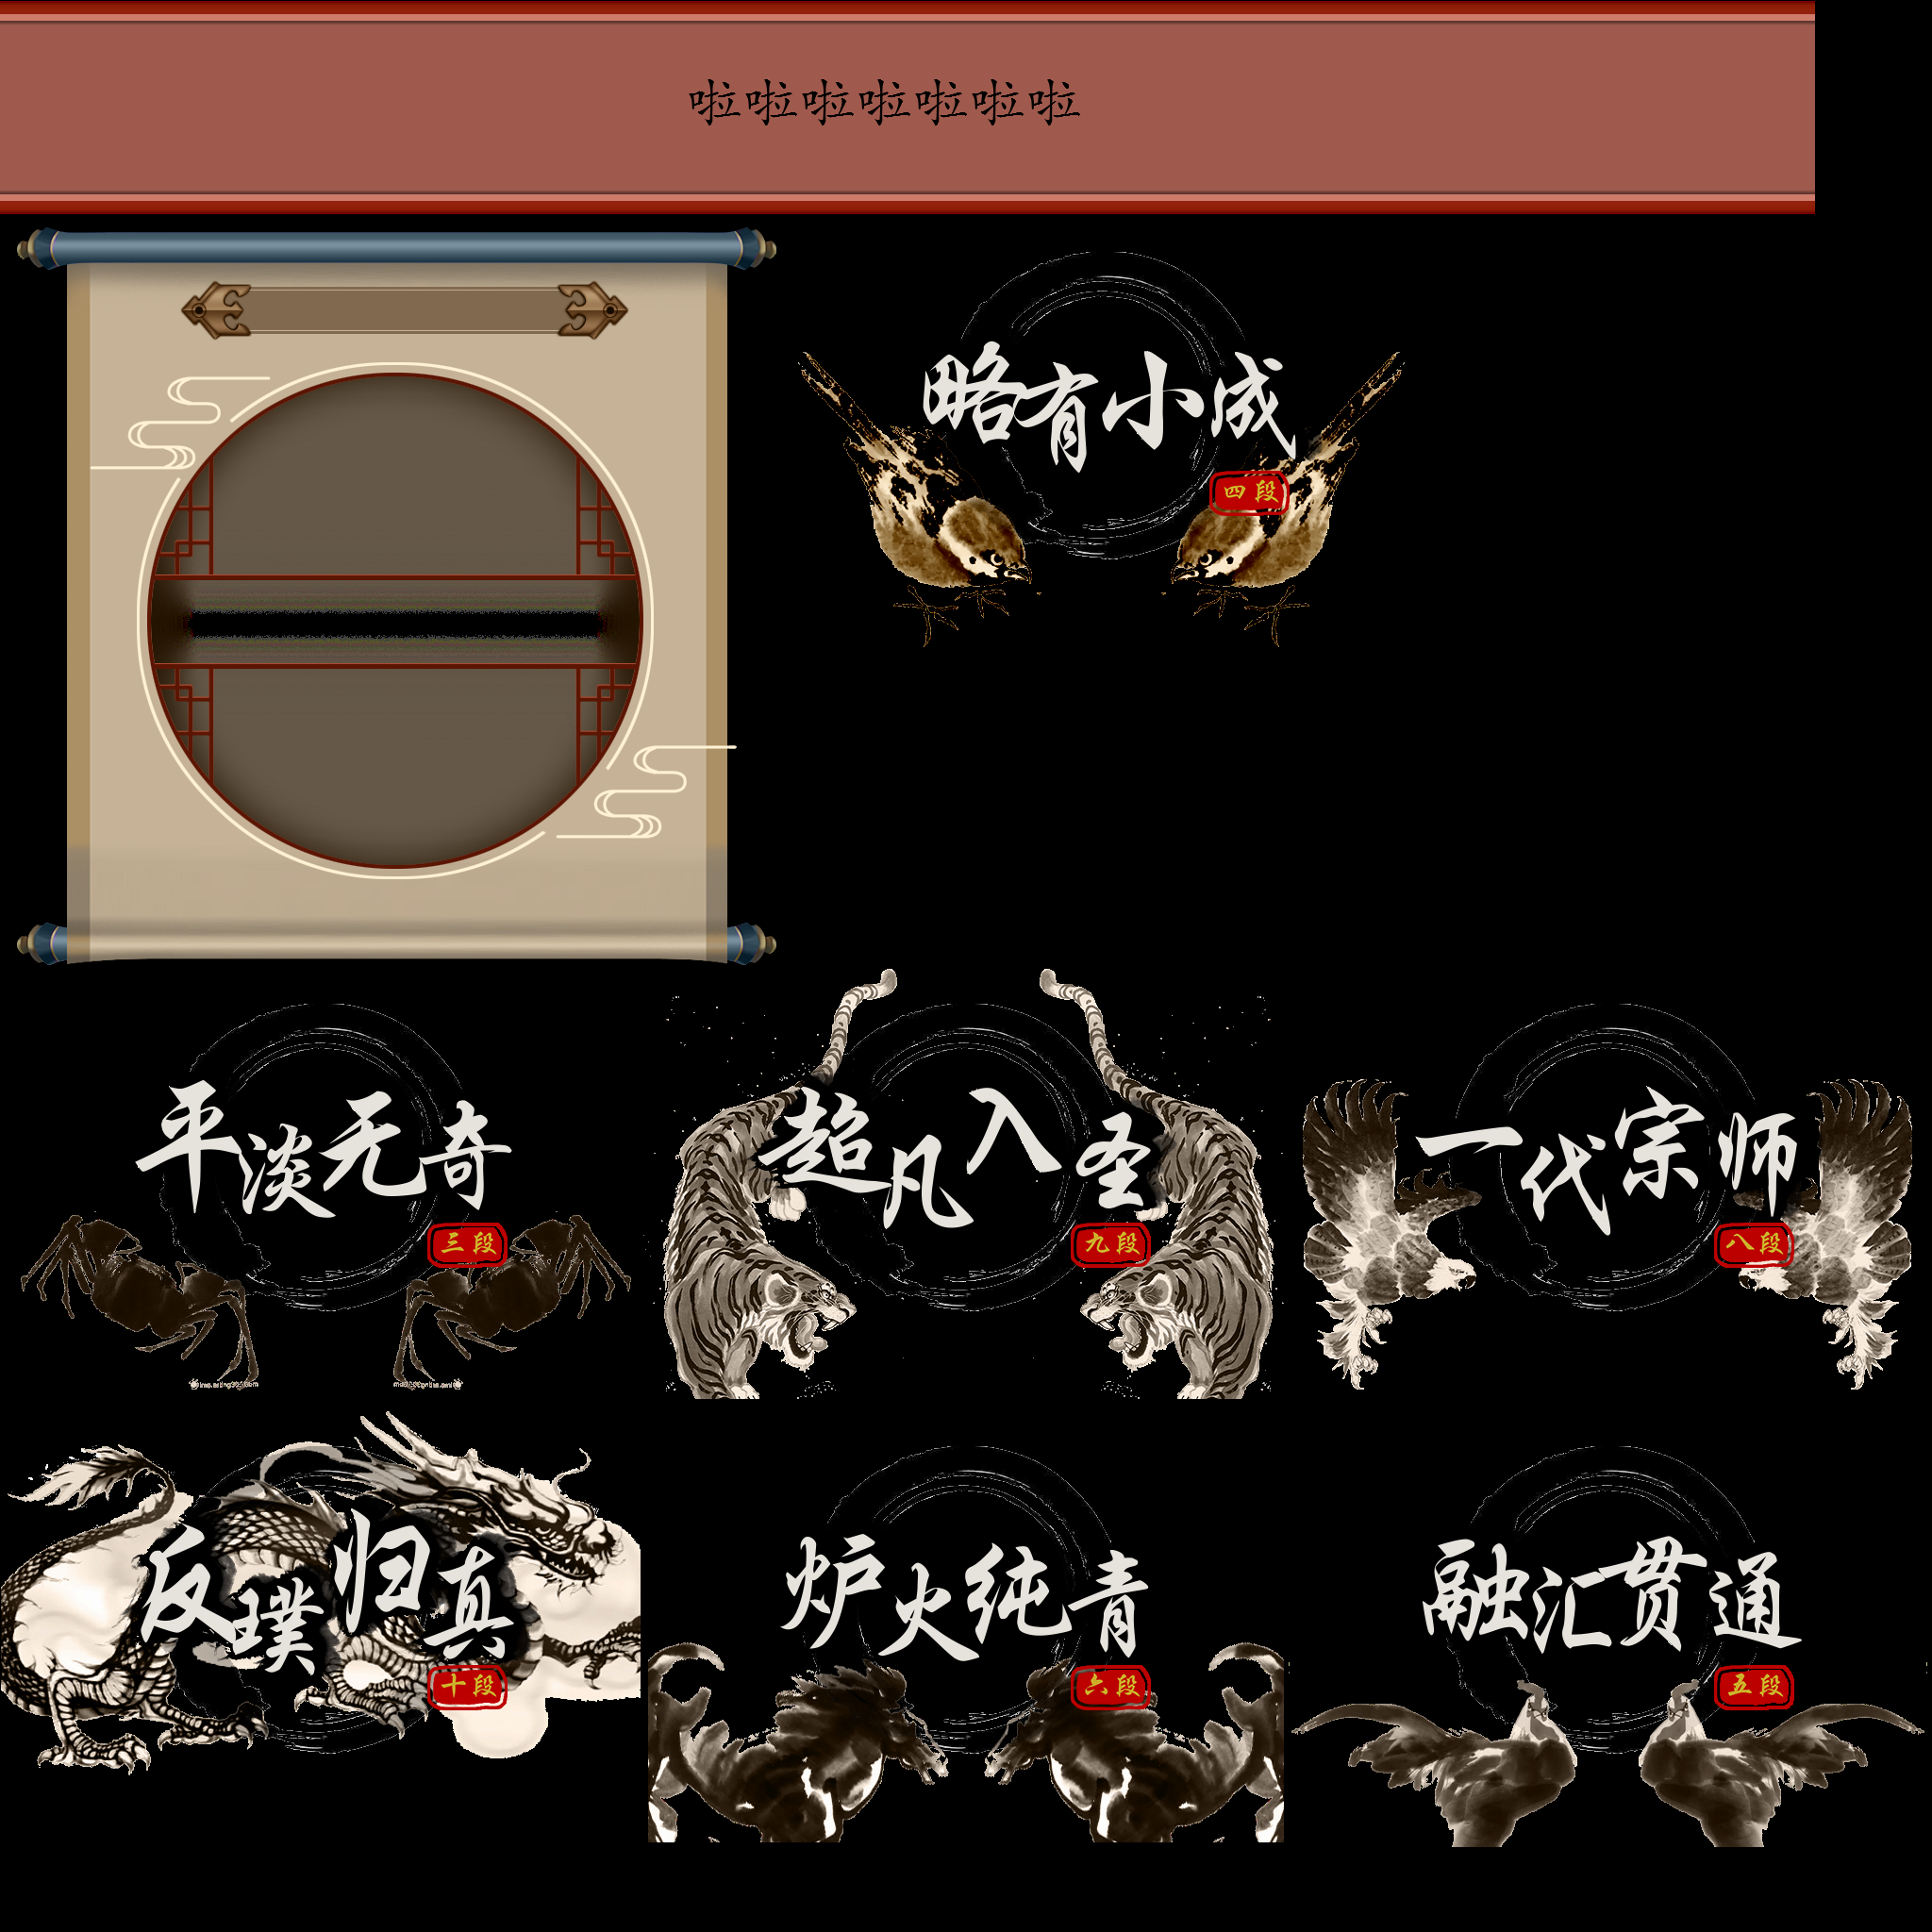 啦啦啦啦啦啦啦
略有小成
四段
平淡无奇
三段
超凡入圣
九段
一代宗师
八段
反璞归真
十段
炉火纯青
六段
融汇贯通
五段